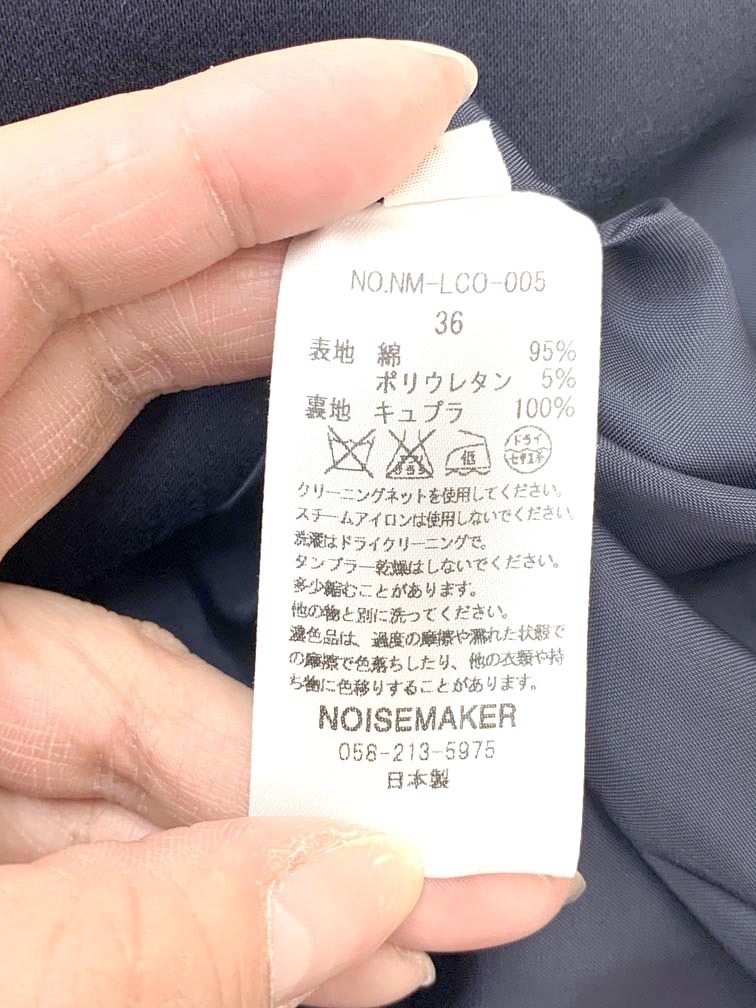 NO.NM-LCO-005
36
表地 綿 95%
ポリウレタン 5%
裏地 キュプラ 100%
低 ドライ
セキユ系
クリーニングネットを使用してください。
スチームアイロンは使用しないでください。
洗濯はドライクリーニングで。
タンブラー乾燥はしないでください。
多少縮むことがあります。
他の物と別に洗ってください。
濃色品は、過度の摩擦や濡れた状態で
の摩擦で色落ちしたり、他の衣類や持
ち物に色移りすることがあります。
NOISEMAKER
058-213-5975
日本製